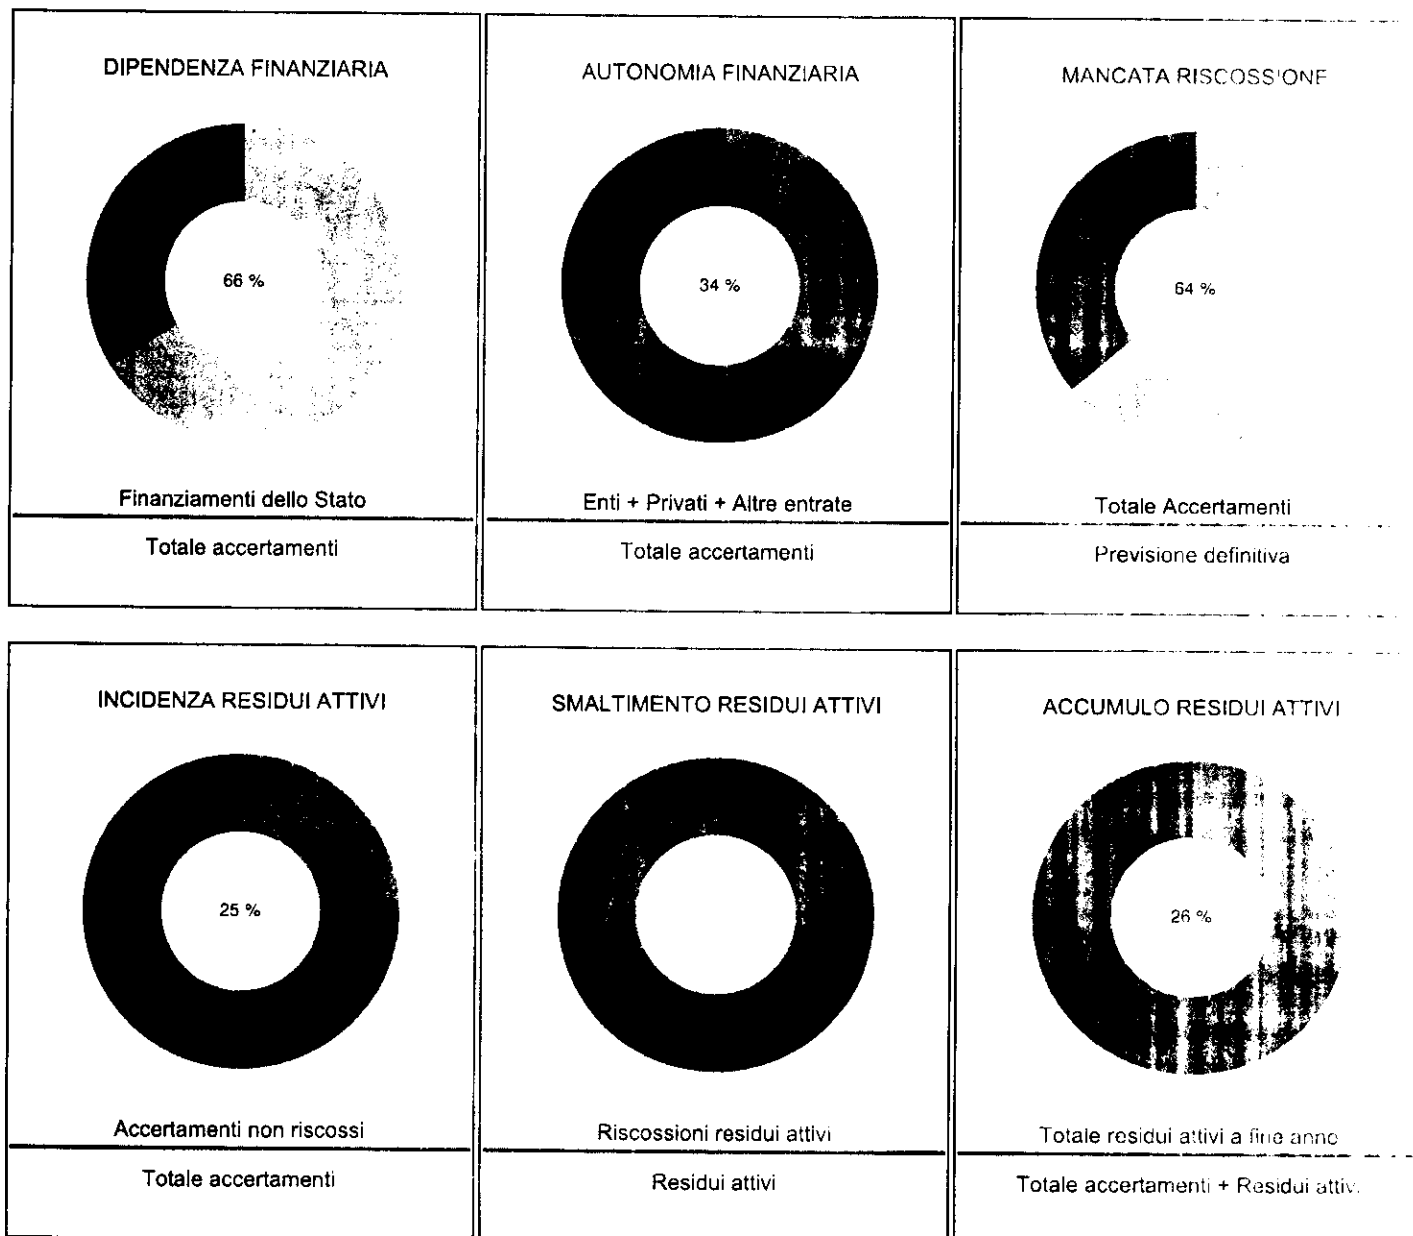 DIPENDENZA FINANZIARIA
66 %
Finanziamenti dello Stato
Totale accertamenti
AUTONOMIA FINANZIARIA
34 %
Enti + Privati + Altre entrate
Totale accertamenti
MANCATA RISCOSSIONE
64 %
Totale Accertamenti
Previsione definitiva
INCIDENZA RESIDUI ATTIVI
25 %
Accertamenti non riscossi
Totale accertamenti
SMALTIMENTO RESIDUI ATTIVI
Riscossioni residui attivi
Residui attivi
ACCUMULO RESIDUI ATTIVI
26 %
Totale residui attivi a fine anno
Totale accertamenti + Residui attivi